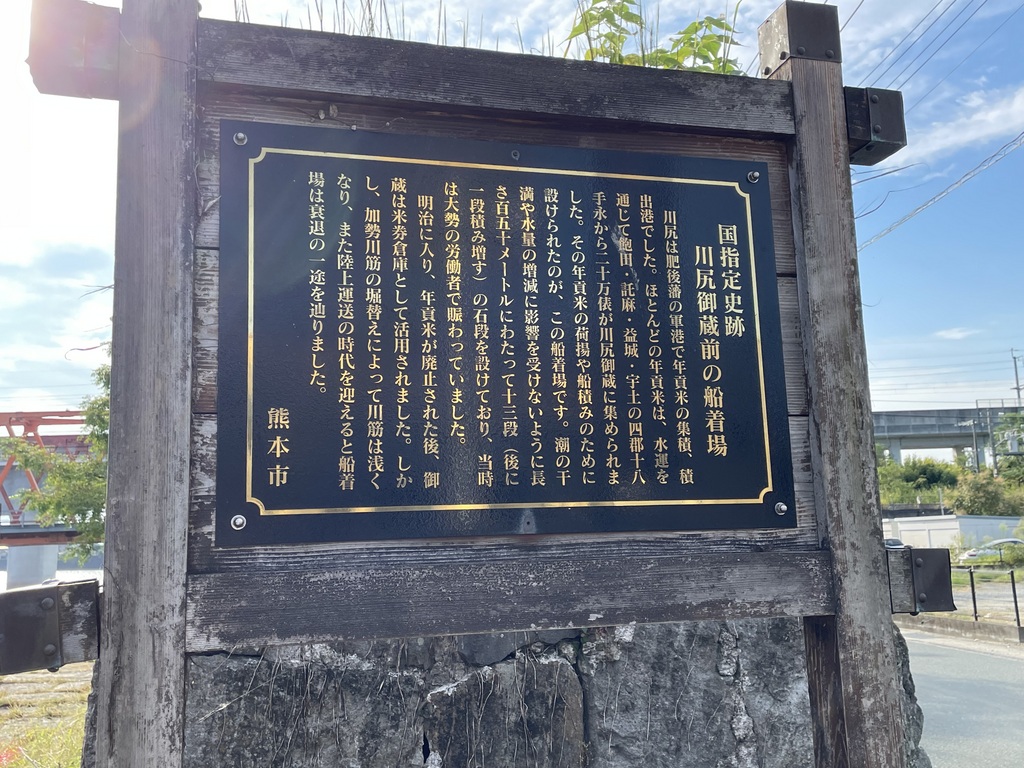 国指定史跡
川尻御蔵前の船着場
川尻は肥後藩の軍港で年貢米の集積、積
出港でした。ほとんどの年貢米は、水運を
通じて飽田・託麻・益城・宇土の四郡十八
手永から二十万俵が川尻御蔵に集められま
した。その年貢米の荷揚や船積みのために
設けられたのが、この船着場です。潮の干
満や水量の増減に影響を受けないように長
さ百五十メートルにわたって十三段（後に
一段積み増す）の石段を設けており、当時
は大勢の労働者で賑わっていました。
明治に入り、年貢米が廃止された後、御
蔵は米券倉庫として活用されました。しか
し、加勢川筋の堀替えによって川筋は浅く
なり、また陸上運送の時代を迎えると船着
場は衰退の一途を辿りました。
熊本市